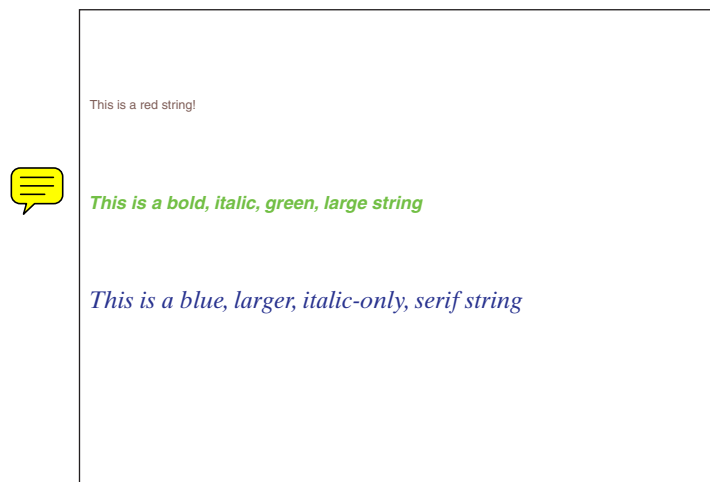 This is a red string!
This is a bold, italic, green, large string
This is a blue, larger, italic-only, serif string